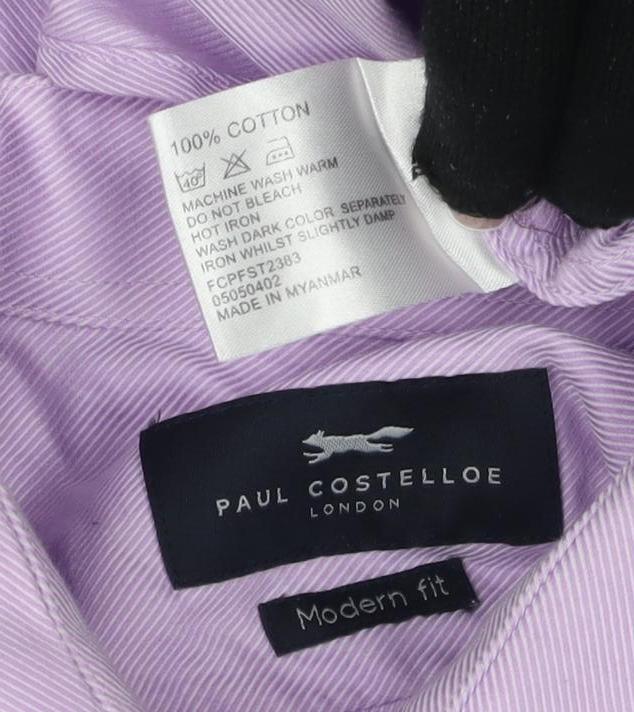 100% COTTON
40°
MACHINE WASH WARM
DO NOT BLEACH
HOT IRON
WASH DARK COLOR SEPARATELY
IRON WHILST SLIGHTLY DAMP
FCPFST2383
05050402
MADE IN MYANMAR
PAUL COSTELLOE
LONDON
Modern fit